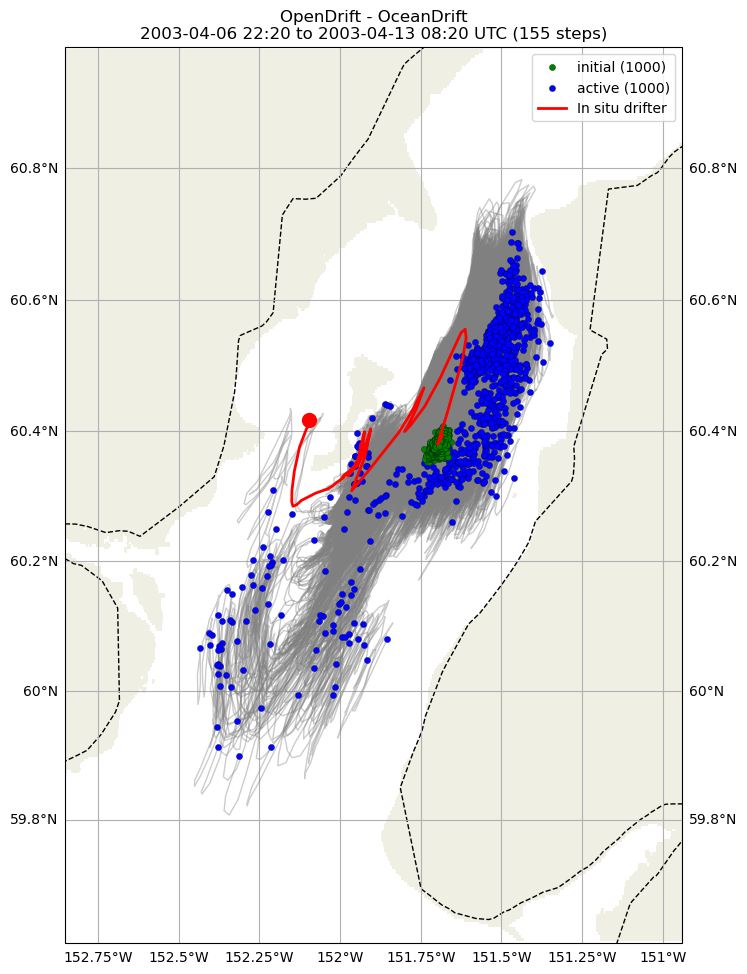 OpenDrift - OceanDrift
2003-04-06 22:20 to 2003-04-13 08:20 UTC (155 steps)
initial (1000)
active (1000)
In situ drifter
60.8°N 60.8°N
60.6°N 60.6°N
60.4°N 60.4°N
60.2°N 60.2°N
60°N 60°N
59.8°N 59.8°N
152.75°W 152.5°W 152.25°W 152°W 151.75°W 151.5°W 151.25°W 151°W